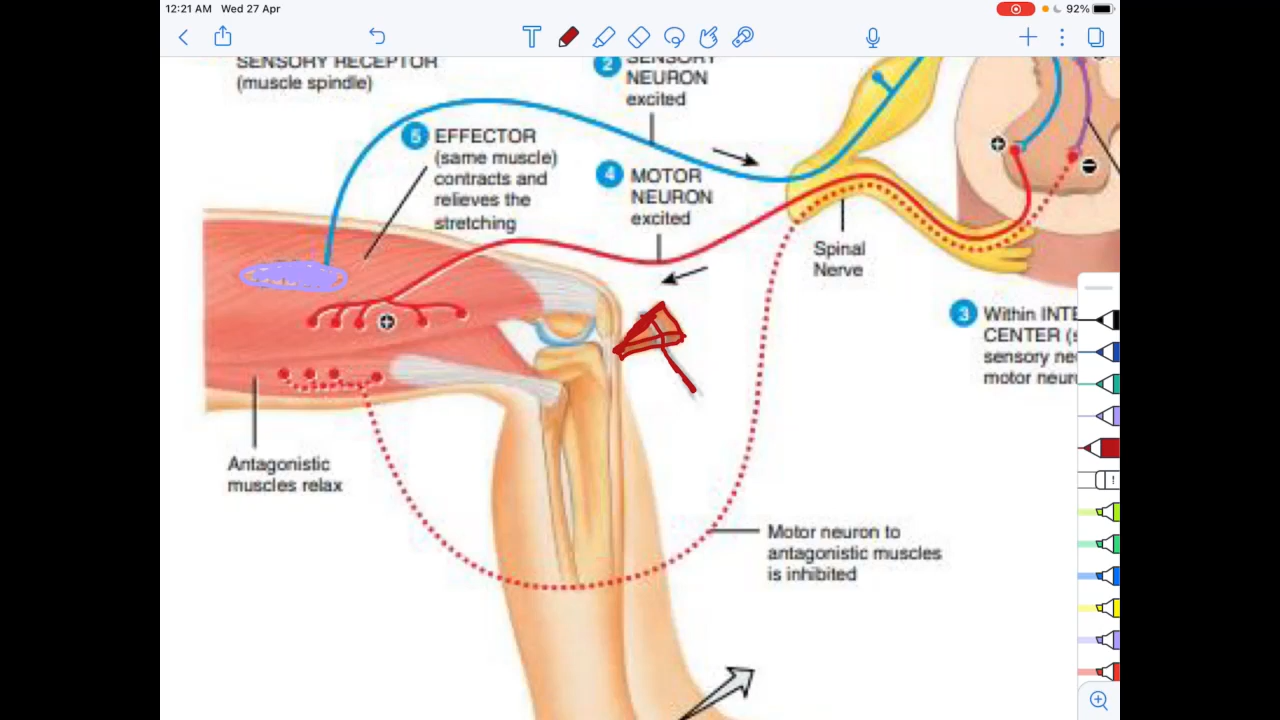 12:21 AM Wed 27 Apr
92%
SENSORY RECEPTOR
(muscle spindle)
2 SENSORY
NEURON
excited
5 EFFECTOR
(same muscle)
contracts and
relieves the
stretching
4 MOTOR
NEURON
excited
Spinal
Nerve
3 Within INTE
CENTER (s
sensory ne
motor neur
Antagonistic
muscles relax
Motor neuron to
antagonistic muscles
is inhibited